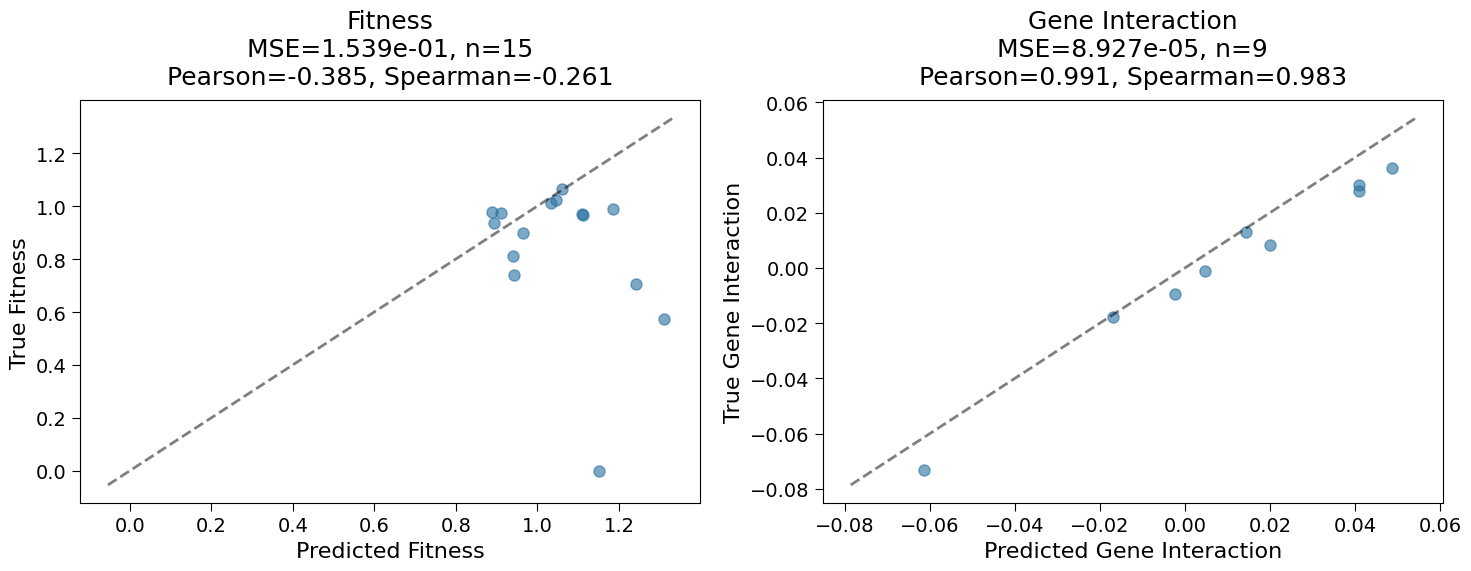 Fitness
MSE=1.539e-01, n=15
Pearson=-0.385, Spearman=-0.261
True Fitness
1.2
1.0
0.8
0.6
0.4
0.2
0.0
0.0 0.2 0.4 0.6 0.8 1.0 1.2
Predicted Fitness
Gene Interaction
MSE=8.927e-05, n=9
Pearson=0.991, Spearman=0.983
True Gene Interaction
0.06
0.04
0.02
0.00
−0.02
−0.04
−0.06
−0.08
−0.08 −0.06 −0.04 −0.02 0.00 0.02 0.04 0.06
Predicted Gene Interaction